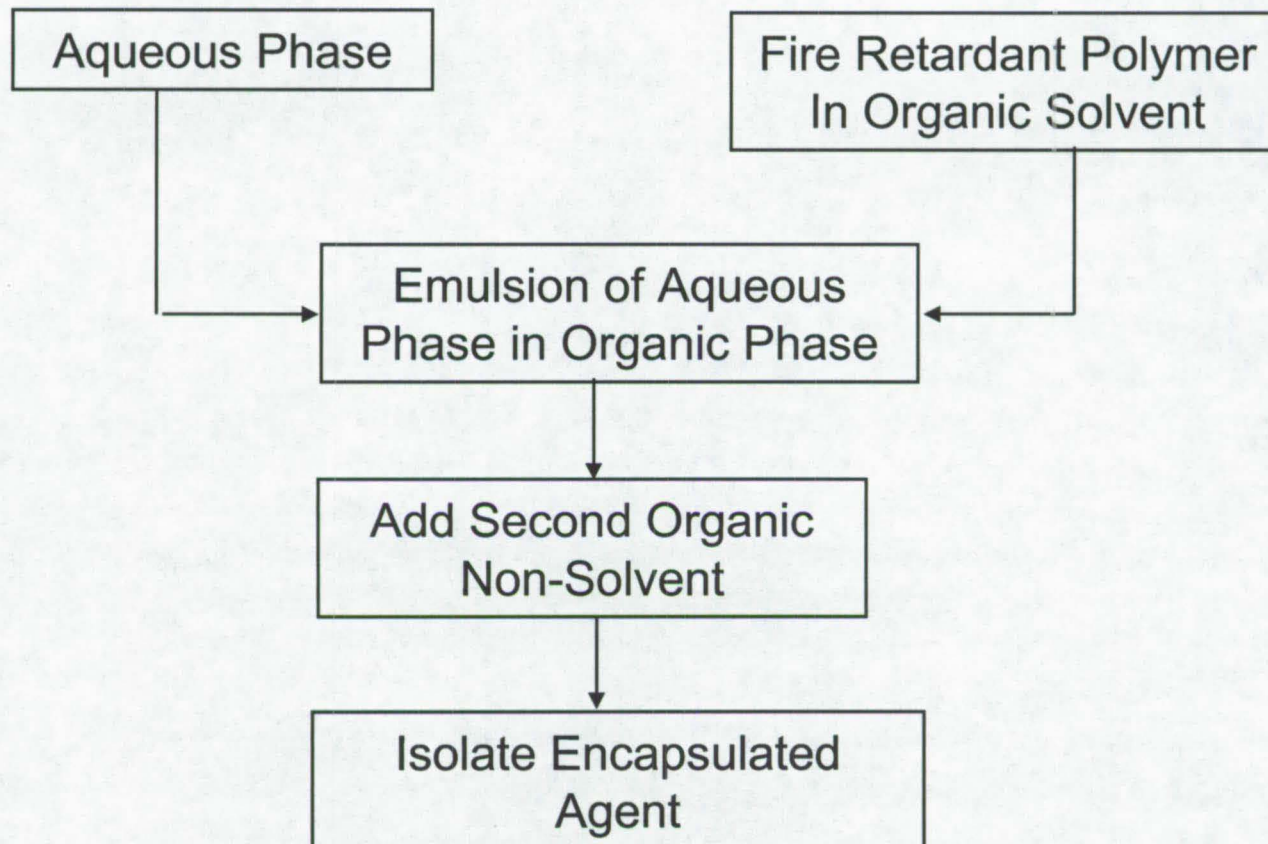 Aqueous Phase
Fire Retardant Polymer
In Organic Solvent
Emulsion of Aqueous
Phase in Organic Phase
Add Second Organic
Non-Solvent
Isolate Encapsulated
Agent